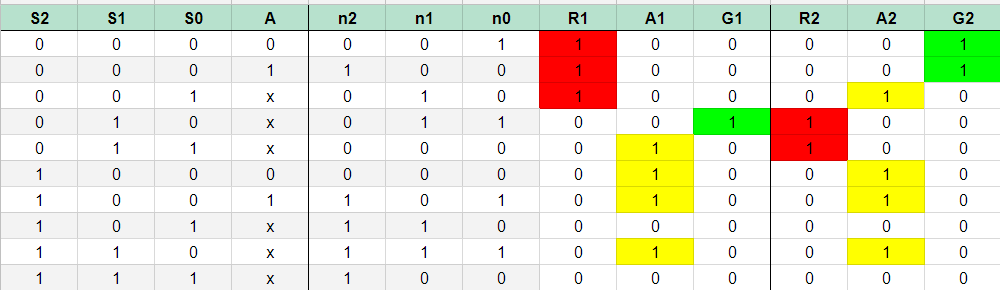 S2 S1 S0 A n2 n1 n0 R1 A1 G1 R2 A2 G2
0 0 0 0 0 0 1 1 0 0 0 0 1
0 0 0 1 1 0 0 1 0 0 0 0 1
0 0 1 x 0 1 0 1 0 0 0 1 0
0 1 0 x 0 1 1 0 0 1 1 0 0
0 1 1 x 0 0 0 0 1 0 1 0 0
1 0 0 0 0 0 0 0 1 0 0 1 0
1 0 0 1 1 0 1 0 1 0 0 1 0
1 0 1 x 1 1 0 0 0 0 0 0 0
1 1 0 x 1 1 1 0 1 0 0 1 0
1 1 1 x 1 0 0 0 0 0 0 0 0